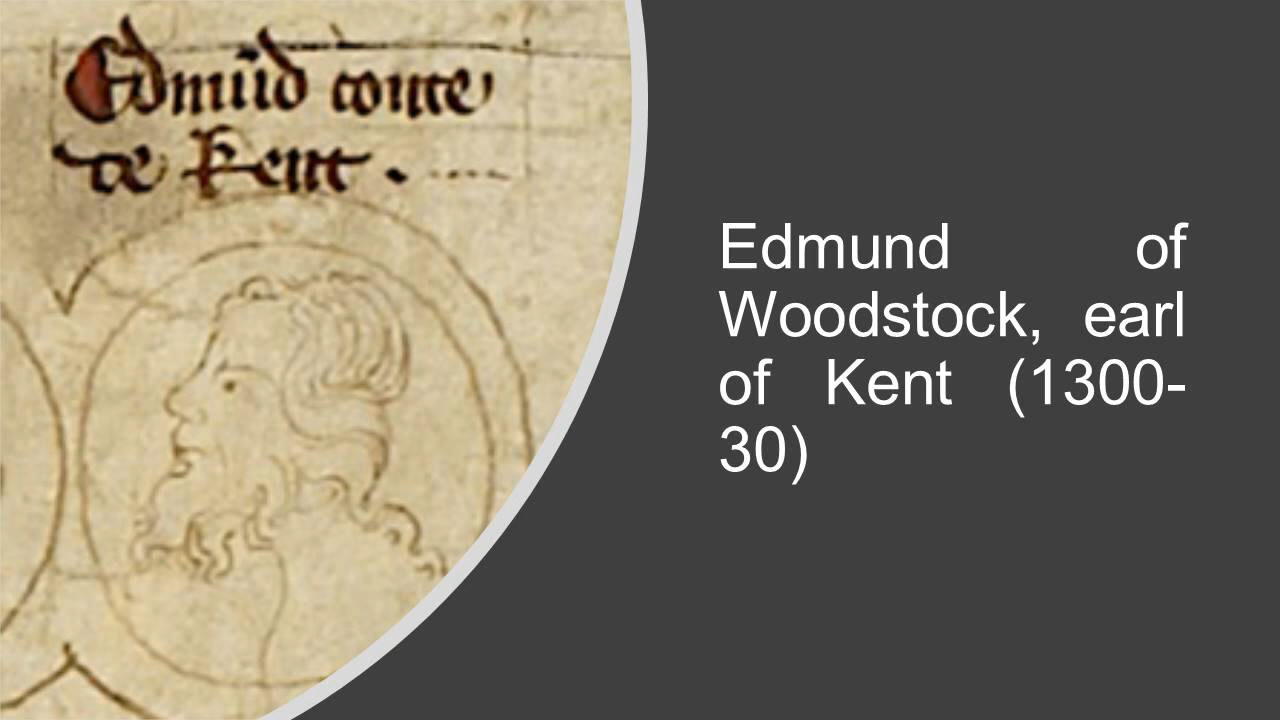 Edmūd conte
de Kent.
Edmund of
Woodstock, earl
of Kent (1300-
30)